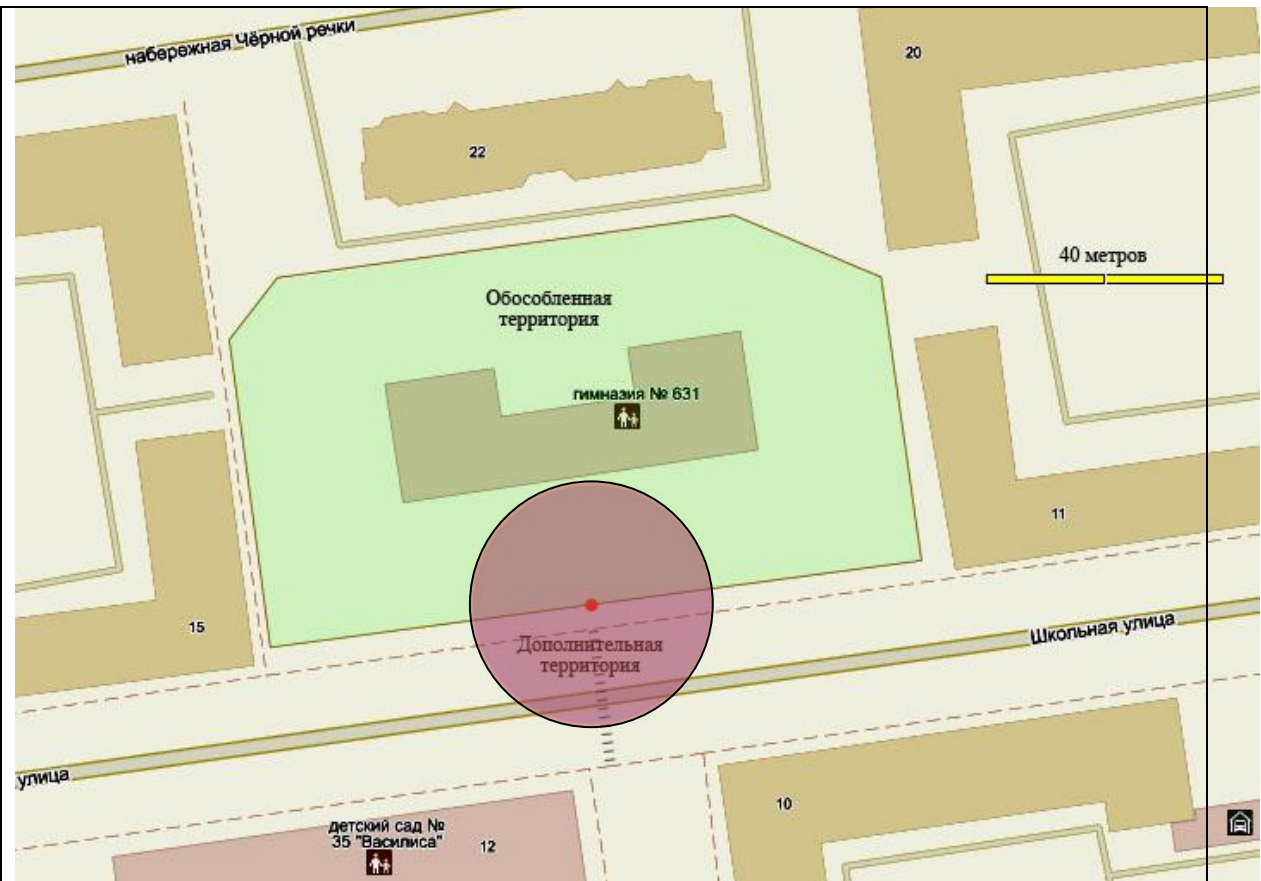 набережная Чёрной речки
20
22
40 метров
Обособленная
территория
гимназия № 631
11
15
Школьная улица
Дополнительная
территория
улица
10
детский сад №
35 "Василиса"
12